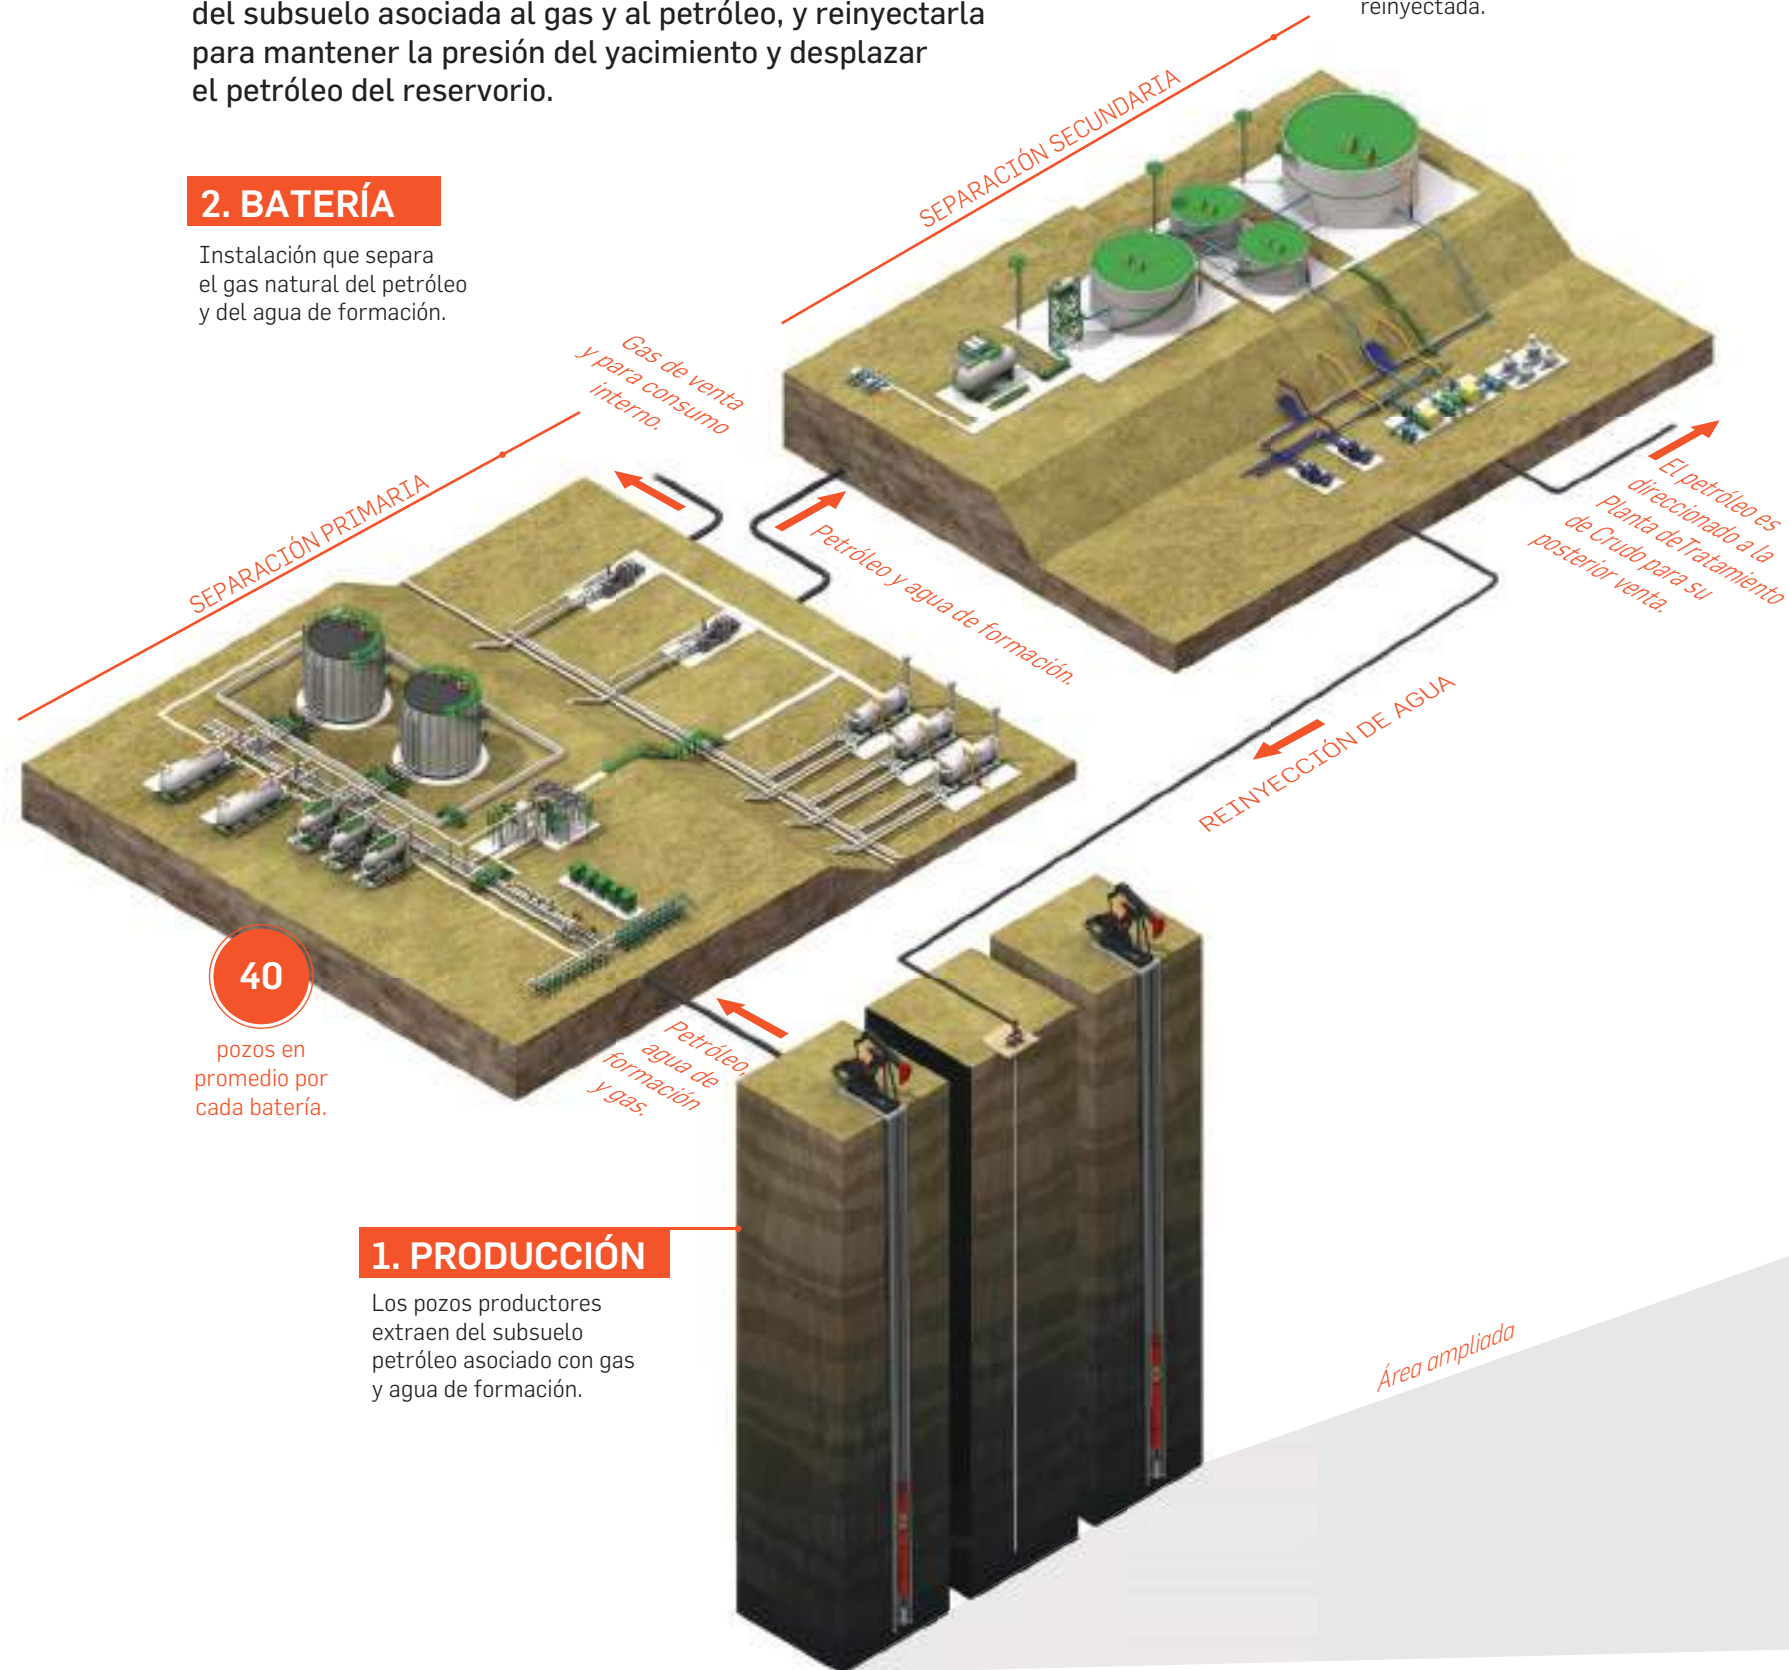 del subsuelo asociada al gas y al petróleo, y reinyectarla
para mantener la presión del yacimiento y desplazar
el petróleo del reservorio.
reinyectada.
SEPARACIÓN SECUNDARIA
2. BATERÍA
Instalación que separa
el gas natural del petróleo
y del agua de formación.
Gas de venta
y para consumo
interno.
SEPARACIÓN PRIMARIA
Petróleo y agua de formación.
El petróleo es
direccionado a la
Planta de Tratamiento
de Crudo para su
posterior venta.
REINYECCIÓN DE AGUA
40
pozos en
promedio por
cada batería.
Petróleo,
agua de
formación
y gas.
1. PRODUCCIÓN
Los pozos productores
extraen del subsuelo
petróleo asociado con gas
y agua de formación.
Área ampliada